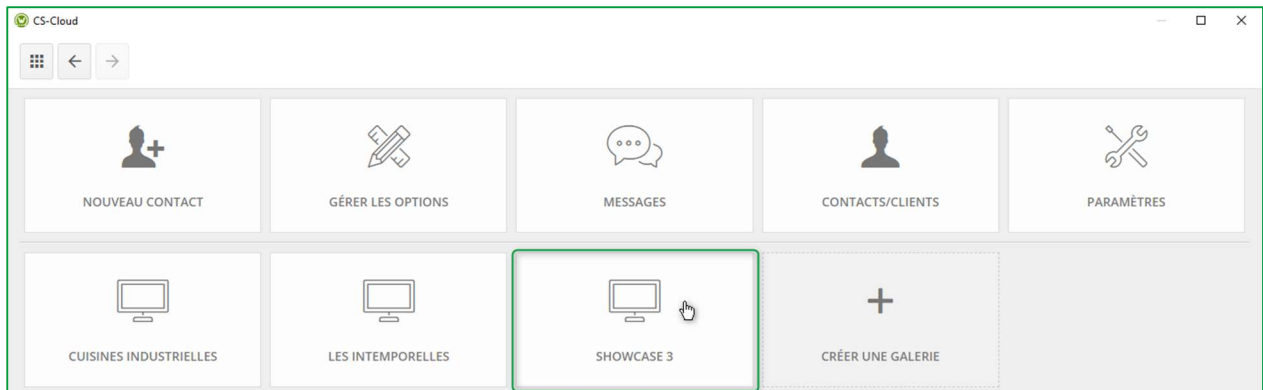 CS-Cloud
NOUVEAU CONTACT
GÉRER LES OPTIONS
MESSAGES
CONTACTS/CLIENTS
PARAMÈTRES
CUISINES INDUSTRIELLES
LES INTEMPORELLES
SHOWCASE 3
CRÉER UNE GALERIE